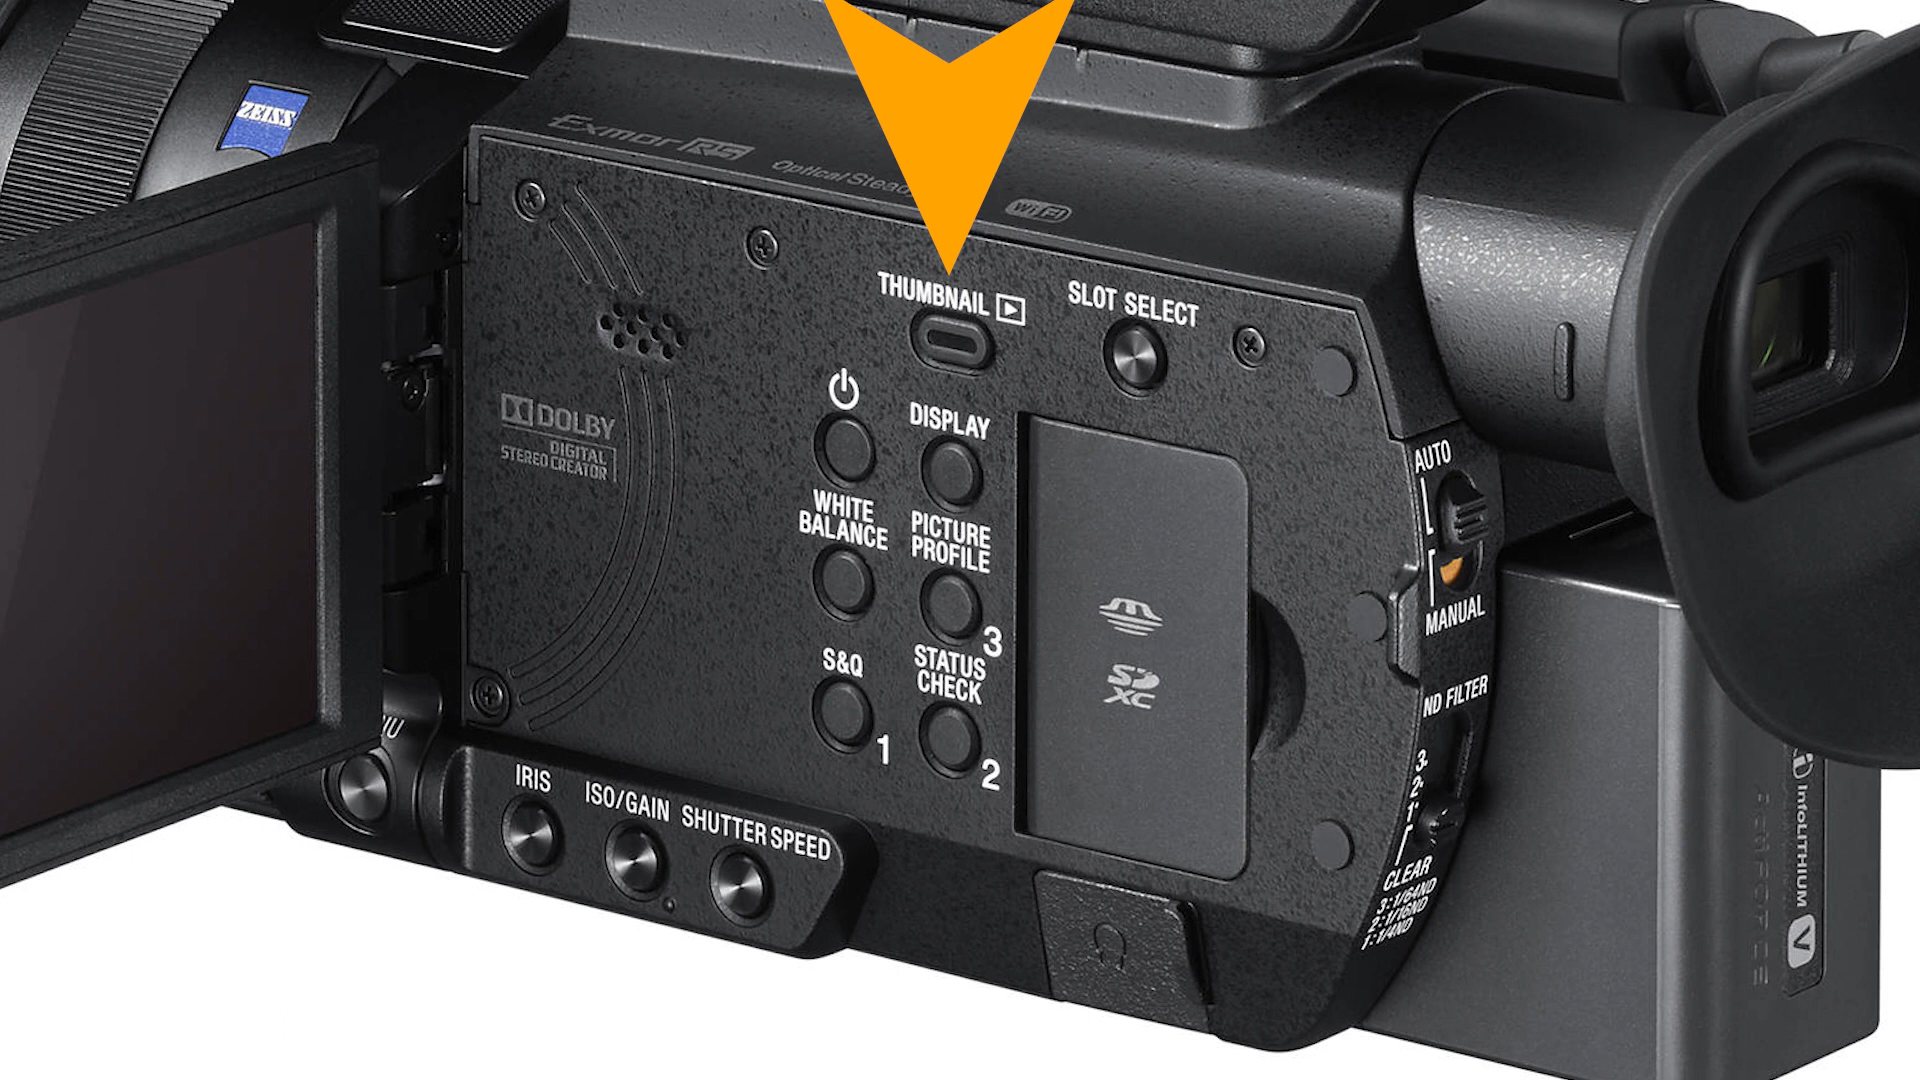 ZEISS
Exmor RS
Optical Stead
Wi Fi
THUMBNAIL
SLOT SELECT
DOLBY
DIGITAL
STEREO CREATOR
DISPLAY
AUTO
WHITE
BALANCE
PICTURE
PROFILE
3
MANUAL
S&Q
STATUS
CHECK
SD
XC
ND FILTER
1
2
3
2
1
CLEAR
3:1/64ND
2:1/16ND
1:1/4ND
IRIS
ISO/GAIN
SHUTTER SPEED
InfoLITHIUM
V